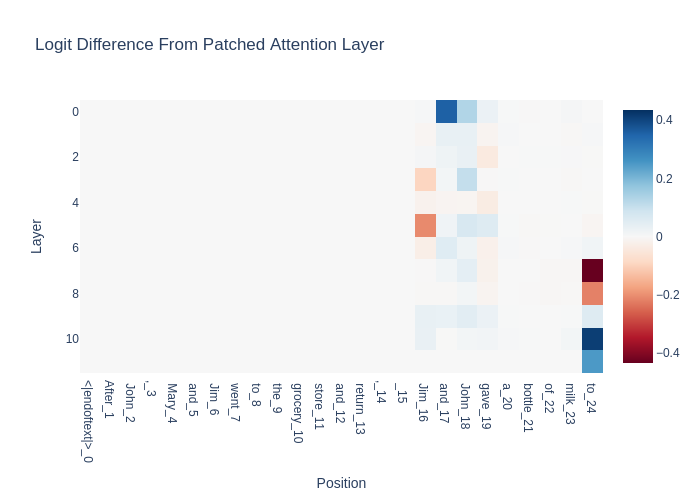 Logit Difference From Patched Attention Layer
0
2
4
6
8
10
Layer
<|endoftext|>_0
After_1
John_2
,_3
Mary_4
and_5
Jim_6
went_7
to_8
the_9
grocery_10
store_11
and_12
return_13
,_14
_15
Jim_16
and_17
John_18
gave_19
a_20
bottle_21
of_22
milk_23
to_24
Position
0.4
0.2
0
−0.2
−0.4